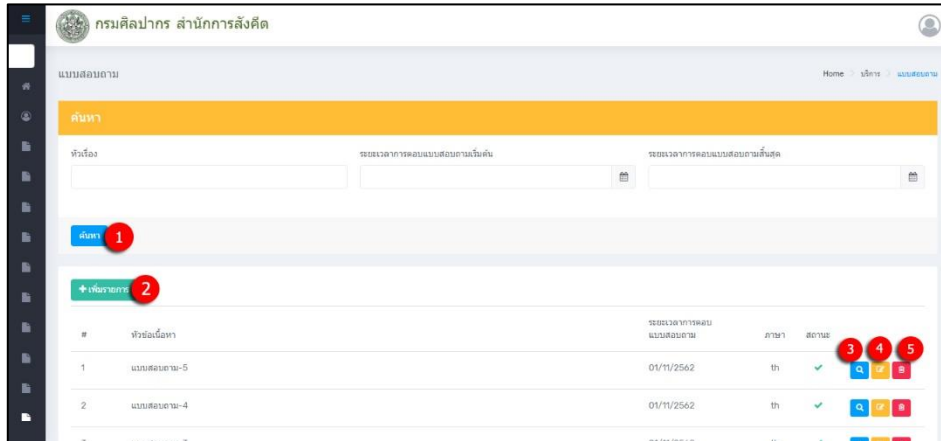 กรมศิลปากร สำนักการสังคีต
แบบสอบถาม
Home บริการ แบบสอบถาม
ค้นหา
หัวเรื่อง ระยะเวลาการตอบแบบสอบถามเริ่มต้น ระยะเวลาการตอบแบบสอบถามสิ้นสุด
ค้นหา 1
+ เพิ่มรายการ 2
# หัวข้อเนื้อหา ระยะเวลาการตอบ
แบบสอบถาม ภาษา สถานะ
3 4 5
1 แบบสอบถาม-5 01/11/2562 th
2 แบบสอบถาม-4 01/11/2562 th